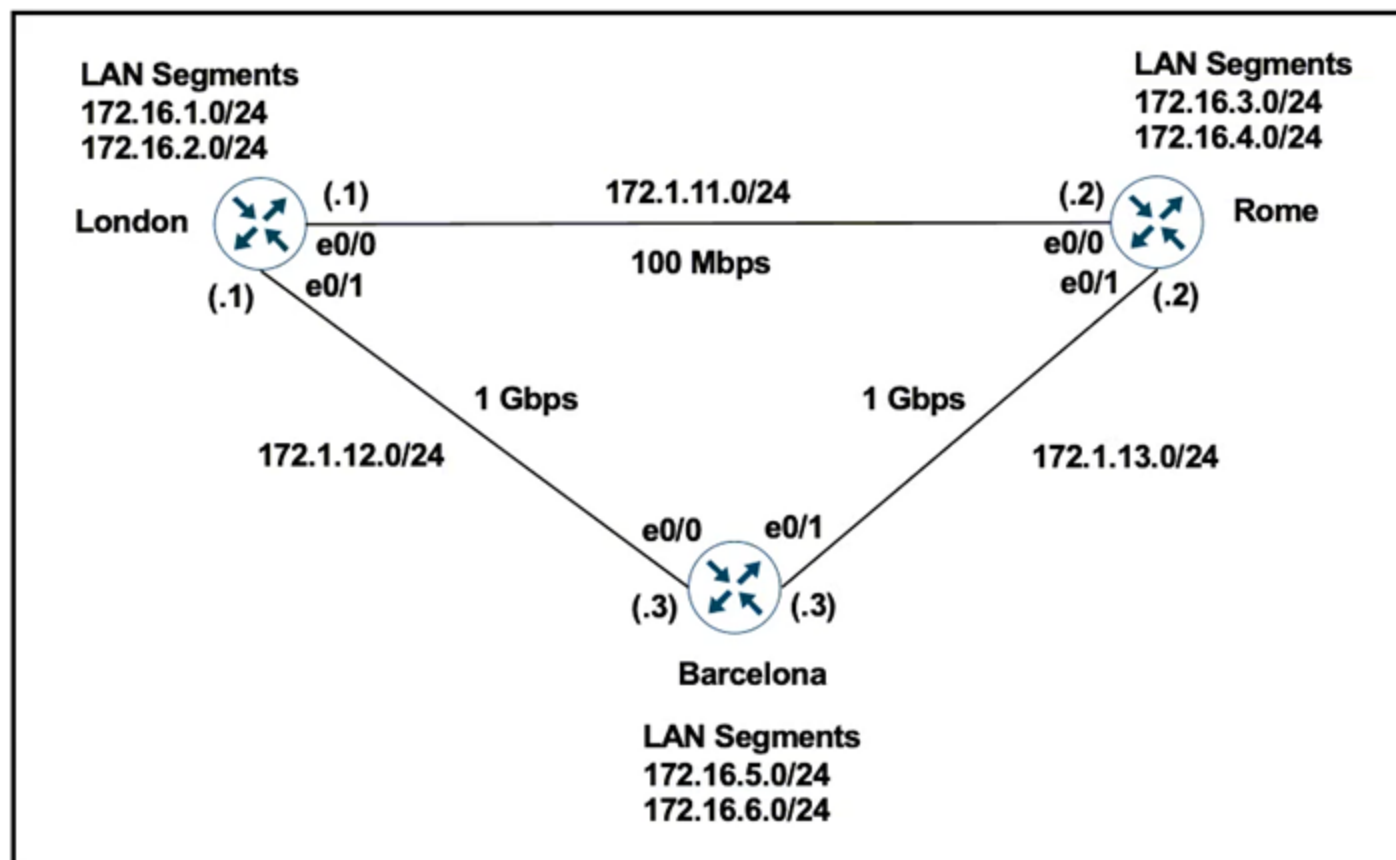 LAN Segments
172.16.1.0/24
172.16.2.0/24
LAN Segments
172.16.3.0/24
172.16.4.0/24
London
(.1)
172.1.11.0/24
(.2)
Rome
e0/0
100 Mbps
e0/0
(.1)
e0/1
e0/1
(.2)
1 Gbps
1 Gbps
172.1.12.0/24
172.1.13.0/24
e0/0
e0/1
(.3)
(.3)
Barcelona
LAN Segments
172.16.5.0/24
172.16.6.0/24